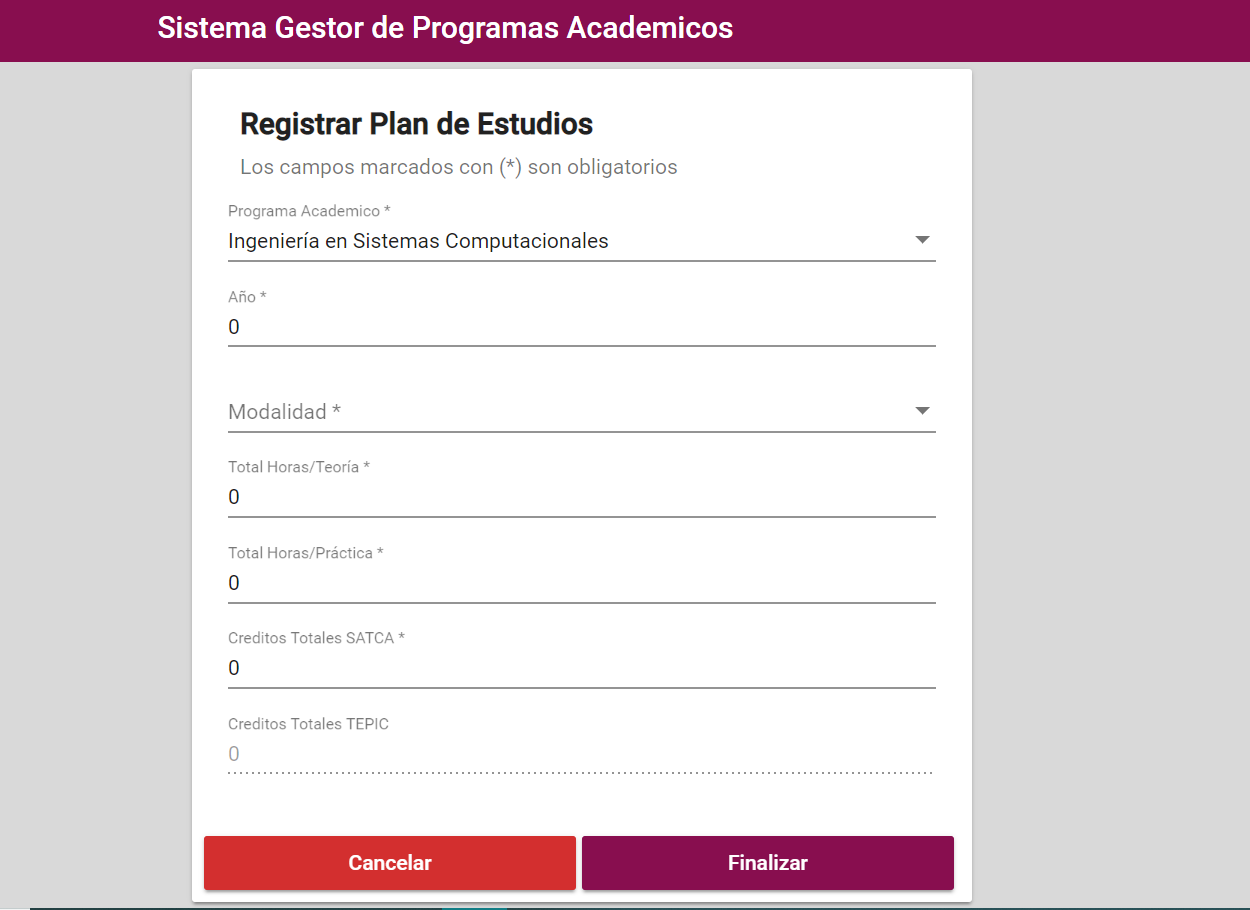 Sistema Gestor de Programas Academicos
Registrar Plan de Estudios
Los campos marcados con (*) son obligatorios
Programa Academico *
Ingeniería en Sistemas Computacionales
Año *
0
Modalidad *
Total Horas/Teoría *
0
Total Horas/Práctica *
0
Creditos Totales SATCA *
0
Creditos Totales TEPIC
0
Cancelar
Finalizar